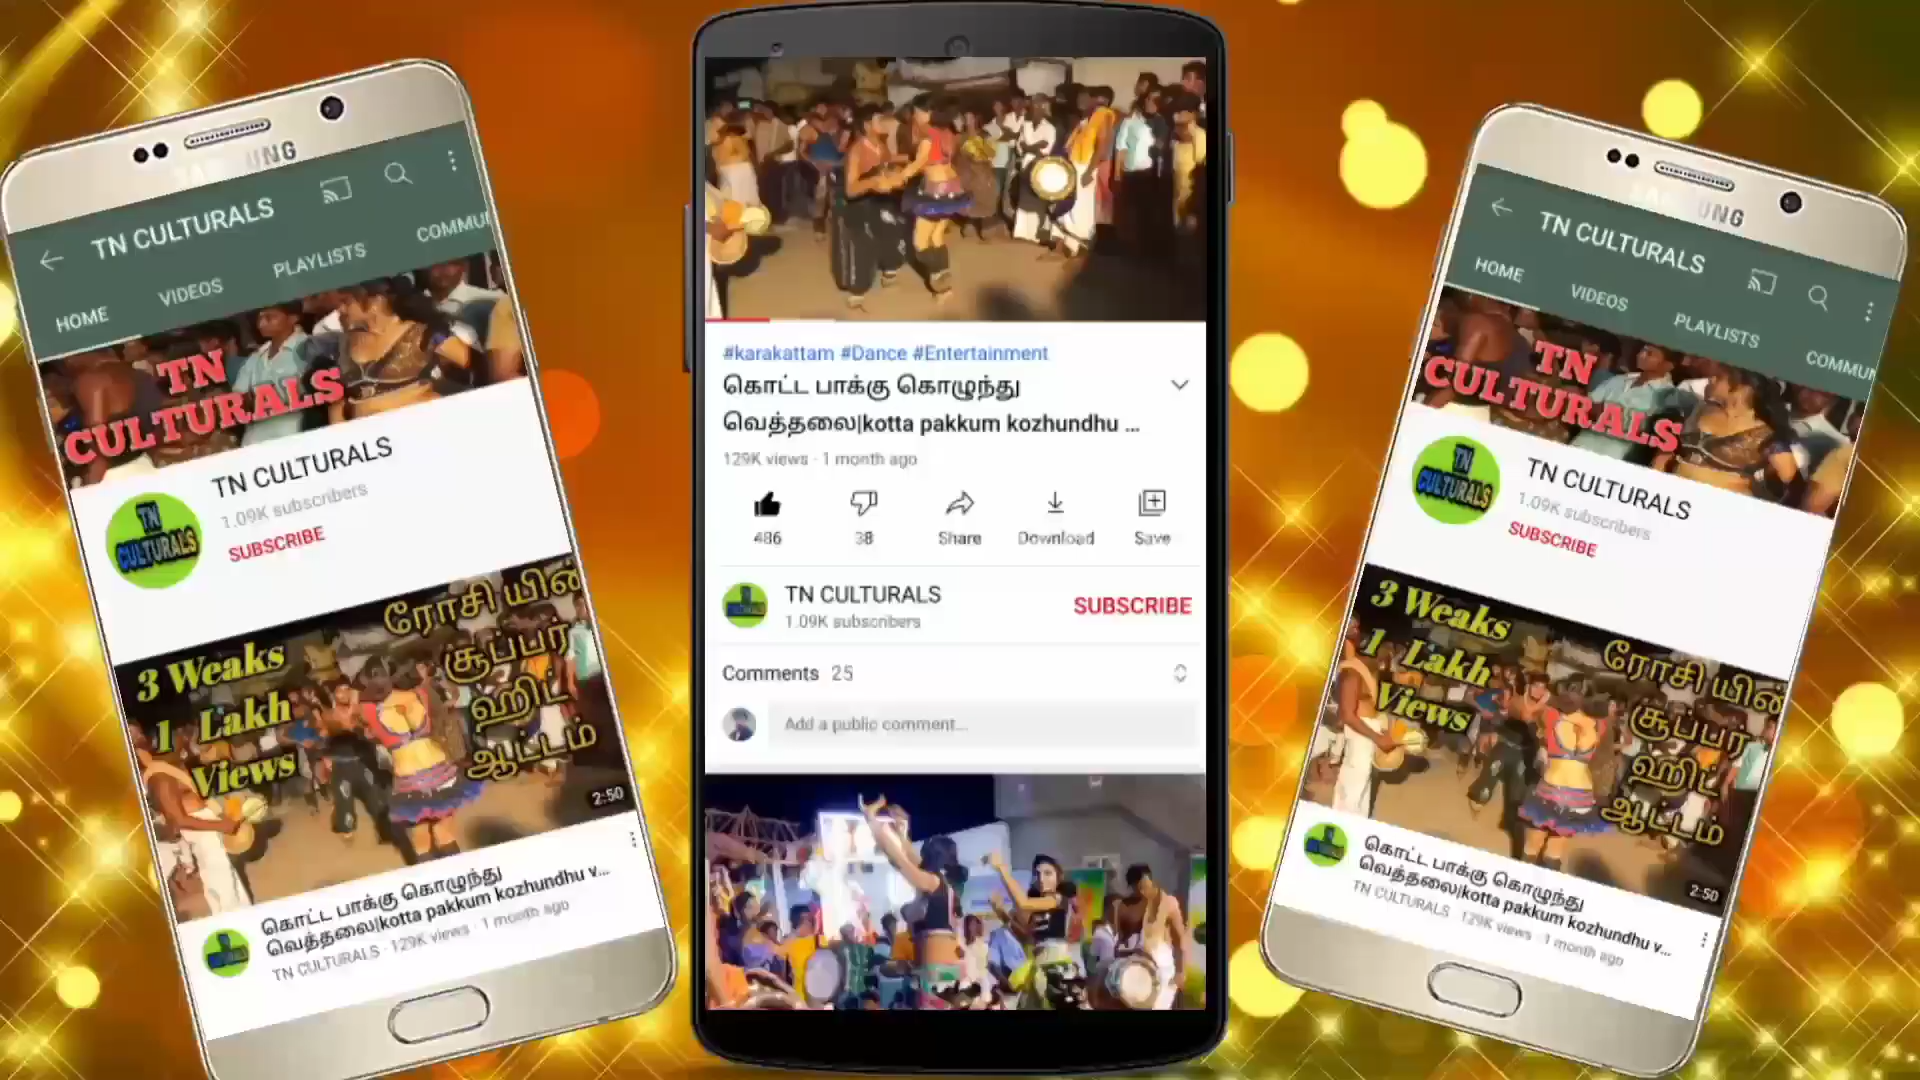 SAMSUNG
TN CULTURALS
HOME VIDEOS PLAYLISTS COMMUN
TN
CULTURALS
TN CULTURALS
1.09K subscribers
SUBSCRIBE
TN
CULTURALS
3 Weaks
1 Lakh
Views
ரோசி யின்
சூப்பர்
ஹிட்
ஆட்டம்
2:50
கொட்ட பாக்கு கொழுந்து
வெத்தலை|kotta pakkum kozhundhu v...
TN CULTURALS · 129K views · 1 month ago
#karakattam #Dance #Entertainment
கொட்ட பாக்கு கொழுந்து
வெத்தலை|kotta pakkum kozhundhu ...
129K views · 1 month ago
486 38 Share Download Save
TN CULTURALS
1.09K subscribers
SUBSCRIBE
Comments 25
Add a public comment...
TN CULTURALS
HOME VIDEOS PLAYLISTS COMMUN
TN
CULTURALS
TN CULTURALS
1.09K subscribers
SUBSCRIBE
TN
CULTURALS
3 Weaks
1 Lakh
Views
ரோசி யின்
சூப்பர்
ஹிட்
ஆட்டம்
2:50
கொட்ட பாக்கு கொழுந்து
வெத்தலை|kotta pakkum kozhundhu v...
TN CULTURALS · 129K views · 1 month ago